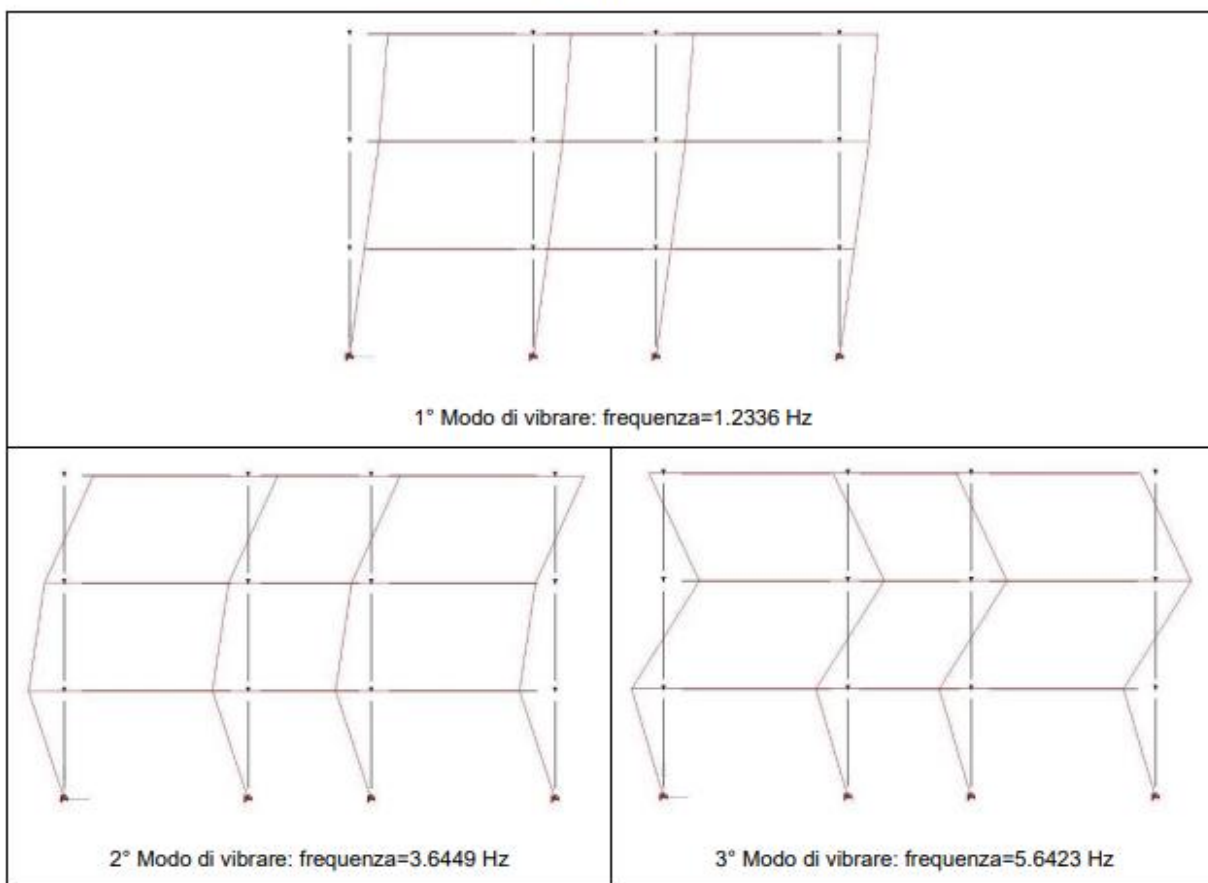 1° Modo di vibrare: frequenza=1.2336 Hz
2° Modo di vibrare: frequenza=3.6449 Hz
3° Modo di vibrare: frequenza=5.6423 Hz